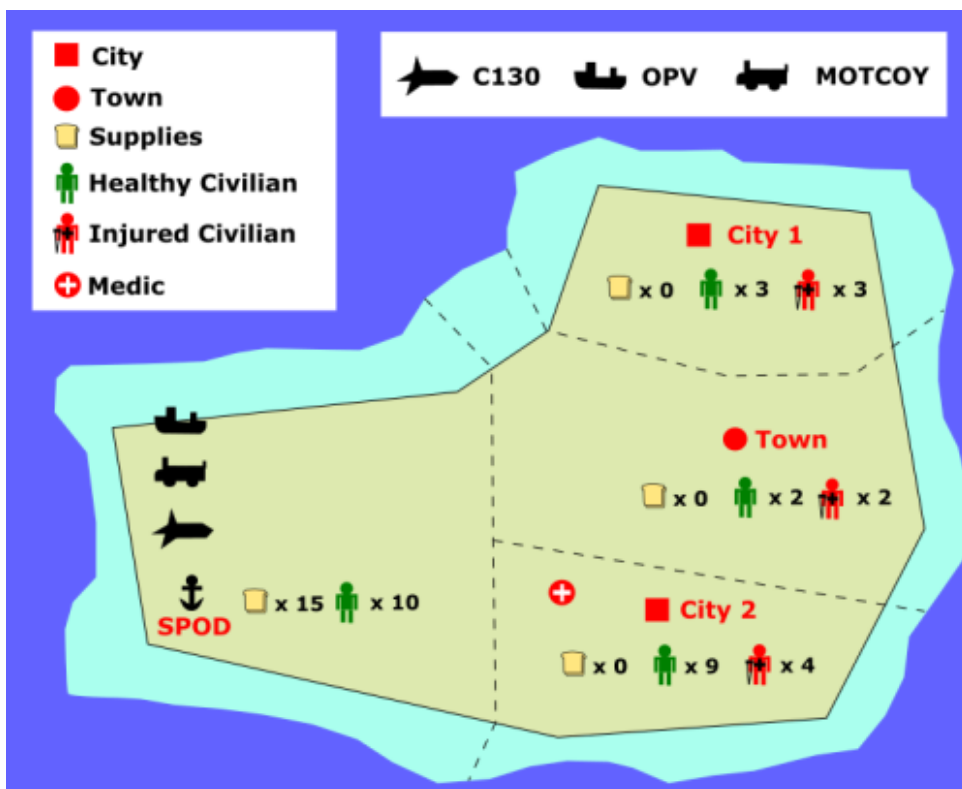 City
Town
Supplies
Healthy Civilian
Injured Civilian
Medic
C130 OPV MOTCOY
City 1
x 0 x 3 x 3
Town
x 0 x 2 x 2
SPOD
x 15 x 10
City 2
x 0 x 9 x 4